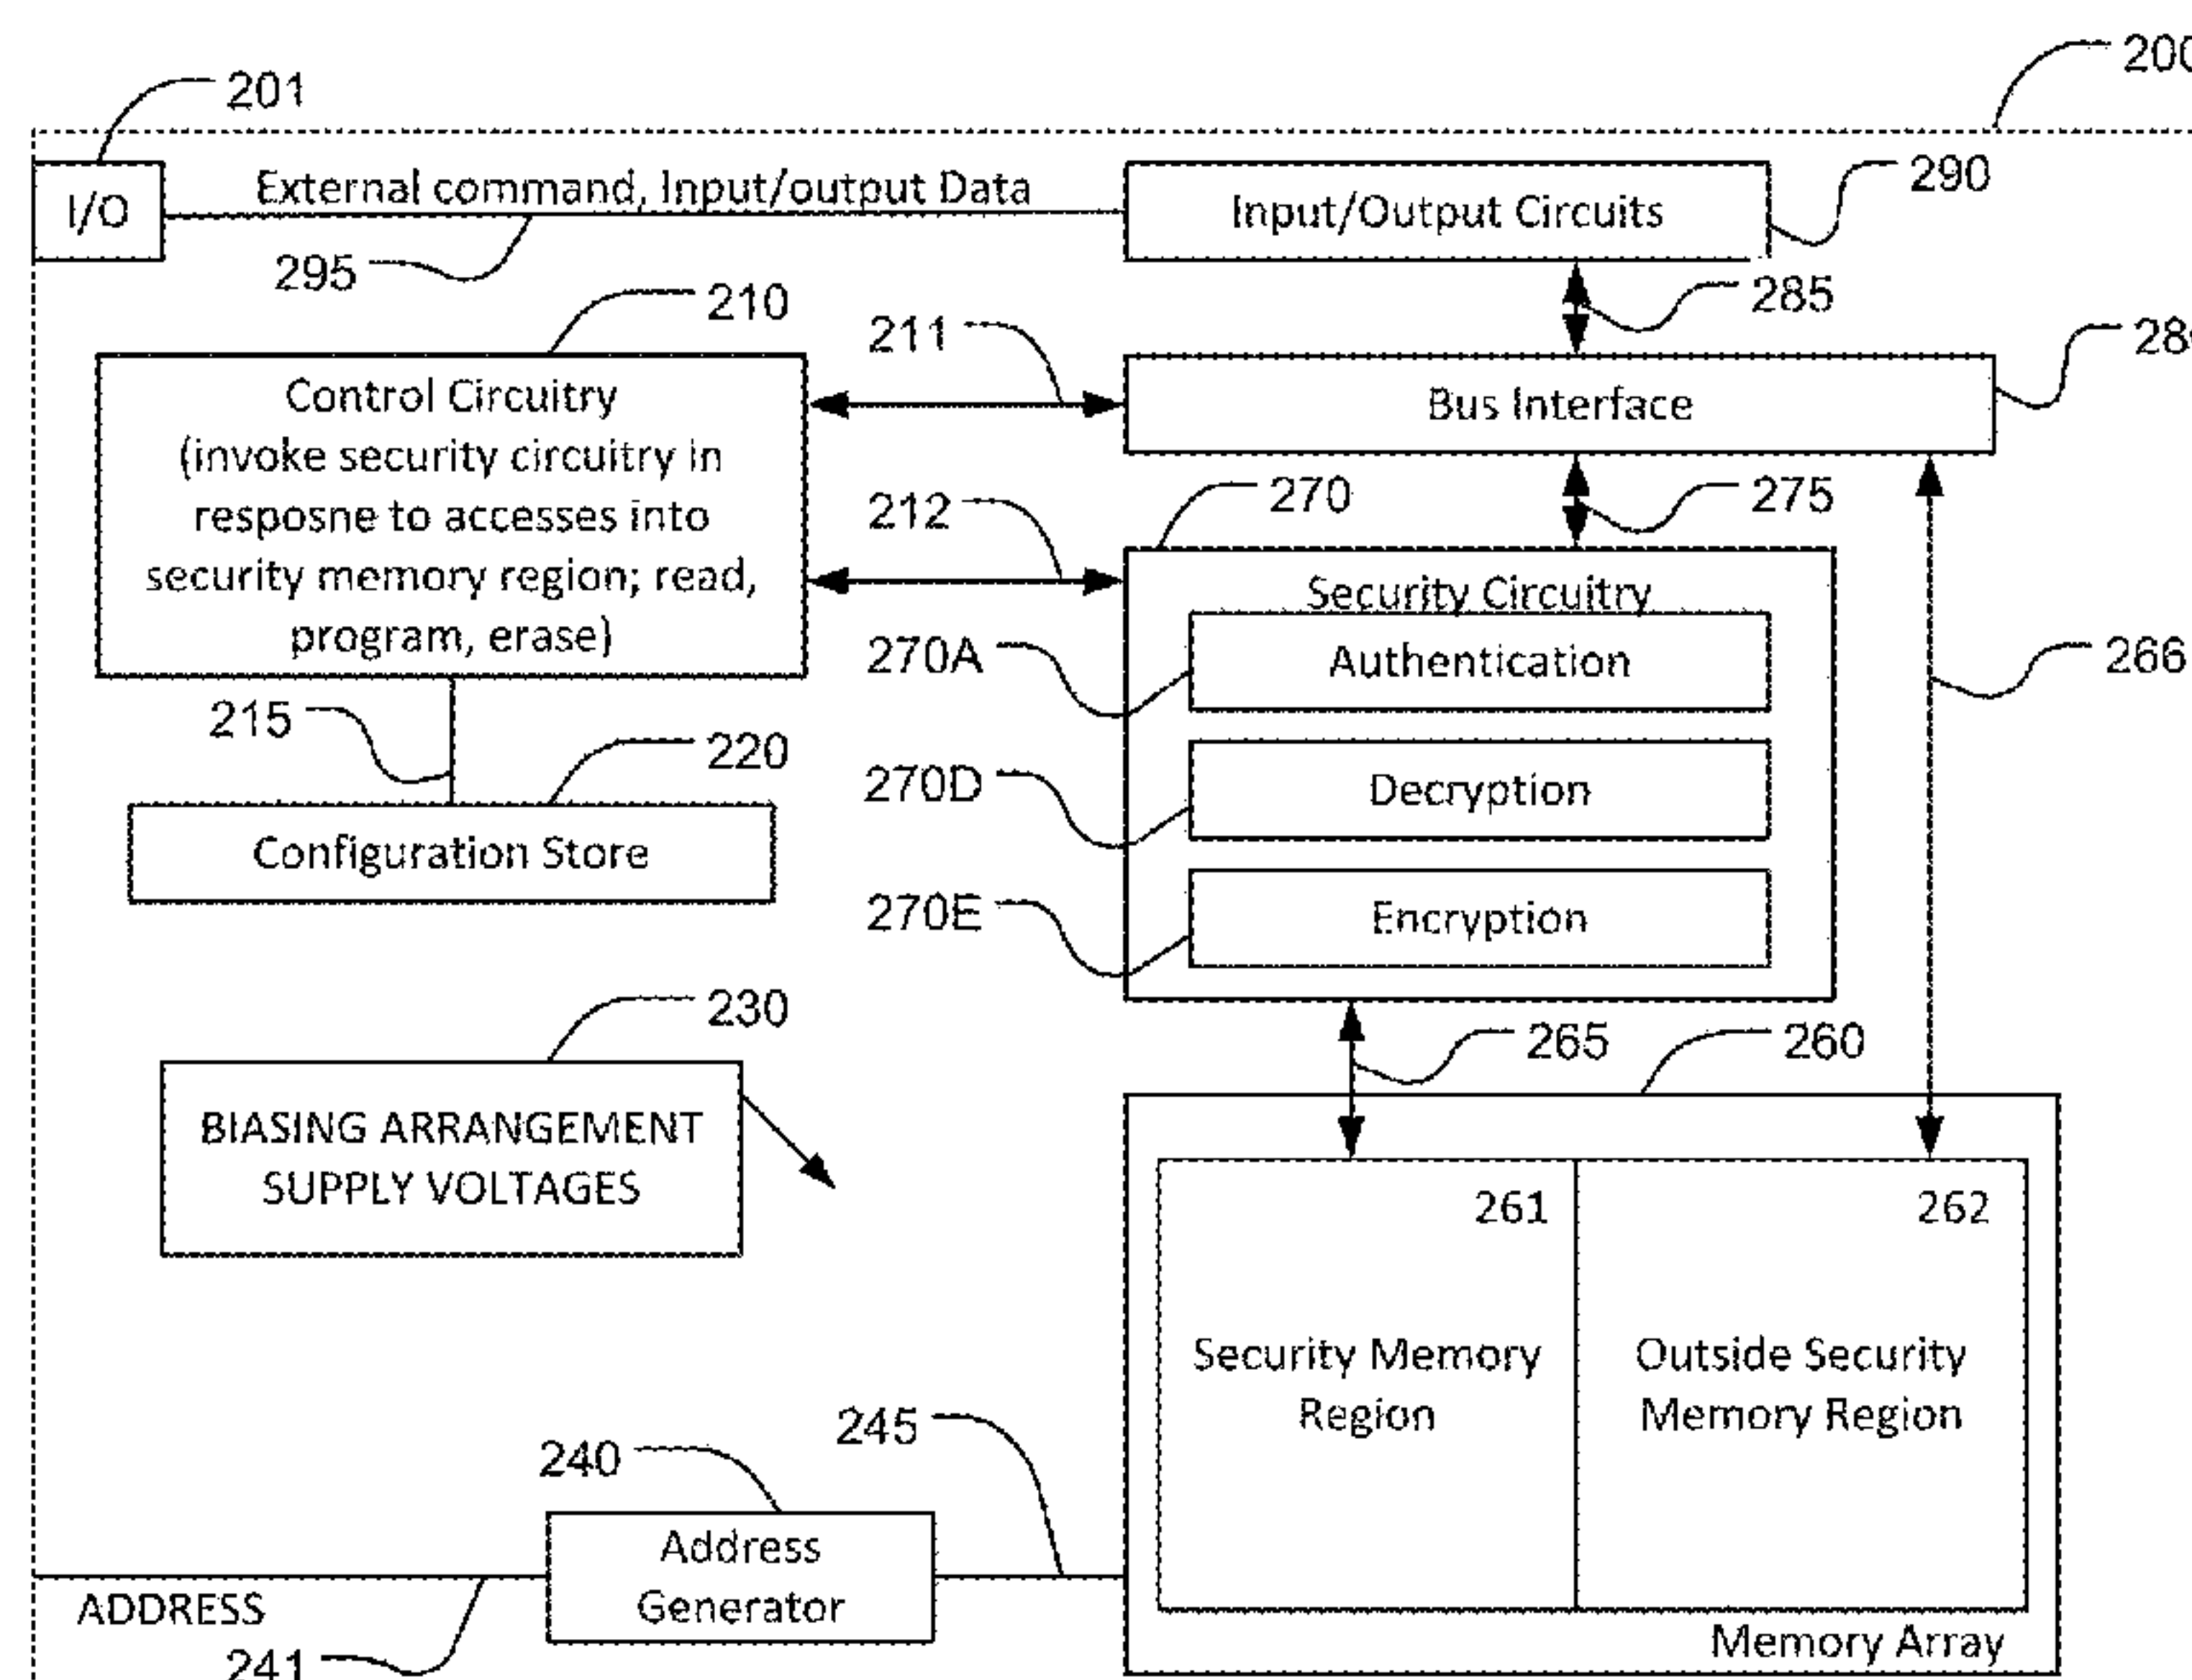 200
201
I/O
External command, Input/output Data
Input/Output Circuits
290
295
285
210
211
Control Circuitry
(invoke security circuitry in
resposne to accesses into
security memory region; read,
program, erase)
Bus Interface
212
270
275
Security Circuitry
270A
Authentication
266
215
220
270D
Decryption
Configuration Store
270E
Encryption
230
265
260
BIASING ARRANGEMENT
SUPPLY VOLTAGES
261
262
Security Memory
Region
Outside Security
Memory Region
245
240
Address
Generator
ADDRESS
241
Memory Array